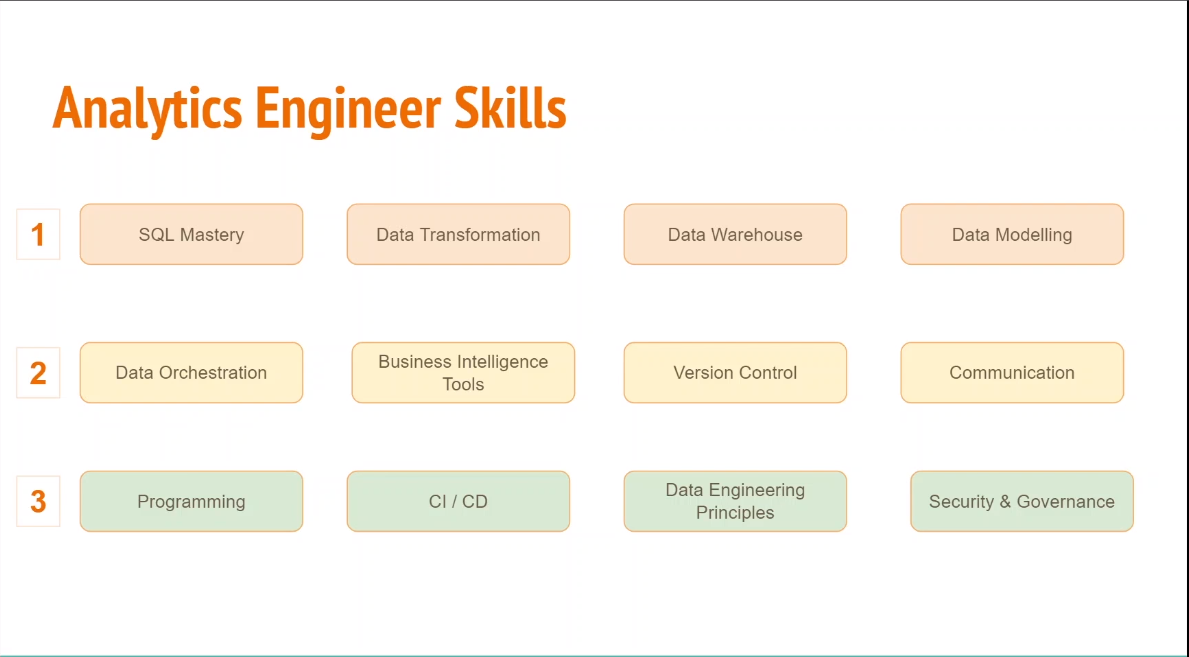 Analytics Engineer Skills
1
SQL Mastery
Data Transformation
Data Warehouse
Data Modelling
2
Data Orchestration
Business Intelligence
Tools
Version Control
Communication
3
Programming
CI / CD
Data Engineering
Principles
Security & Governance